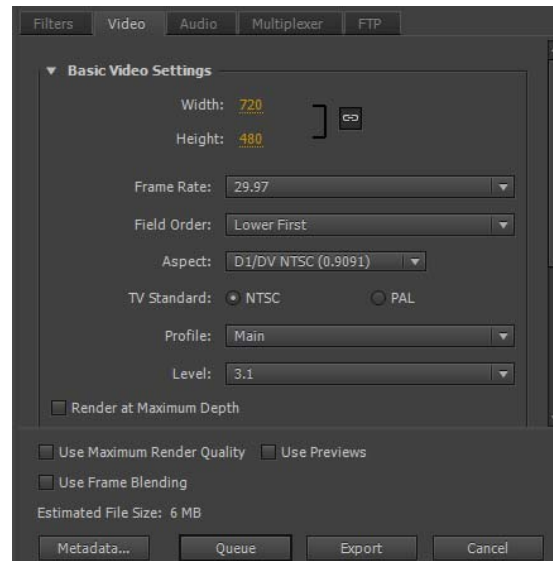 Filters Video Audio Multiplexer FTP
Basic Video Settings
Width: 720
Height: 480
Frame Rate: 29.97
Field Order: Lower First
Aspect: D1/DV NTSC (0.9091)
TV Standard: NTSC PAL
Profile: Main
Level: 3.1
Render at Maximum Depth
Use Maximum Render Quality Use Previews
Use Frame Blending
Estimated File Size: 6 MB
Metadata... Queue Export Cancel